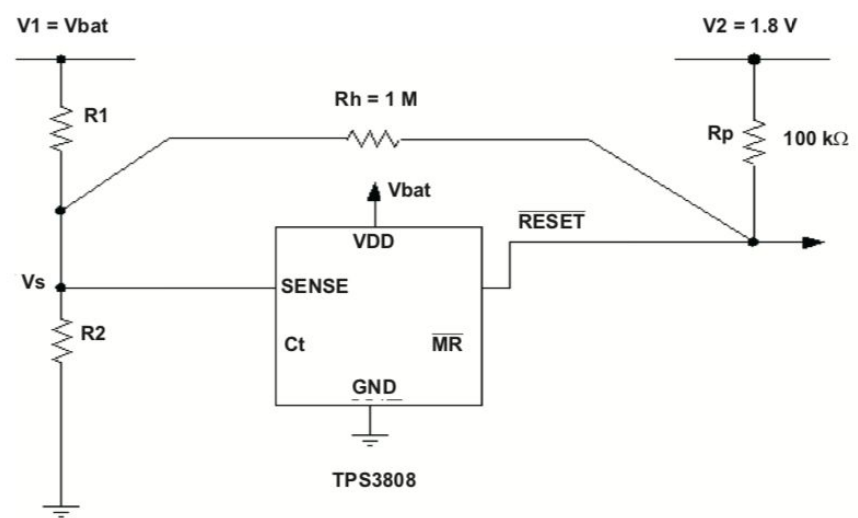 V1 = Vbat
V2 = 1.8 V
R1
Rh = 1 M
Rp
100 kΩ
Vbat
RESET
VDD
Vs
SENSE
R2
Ct
MR
GND
TPS3808